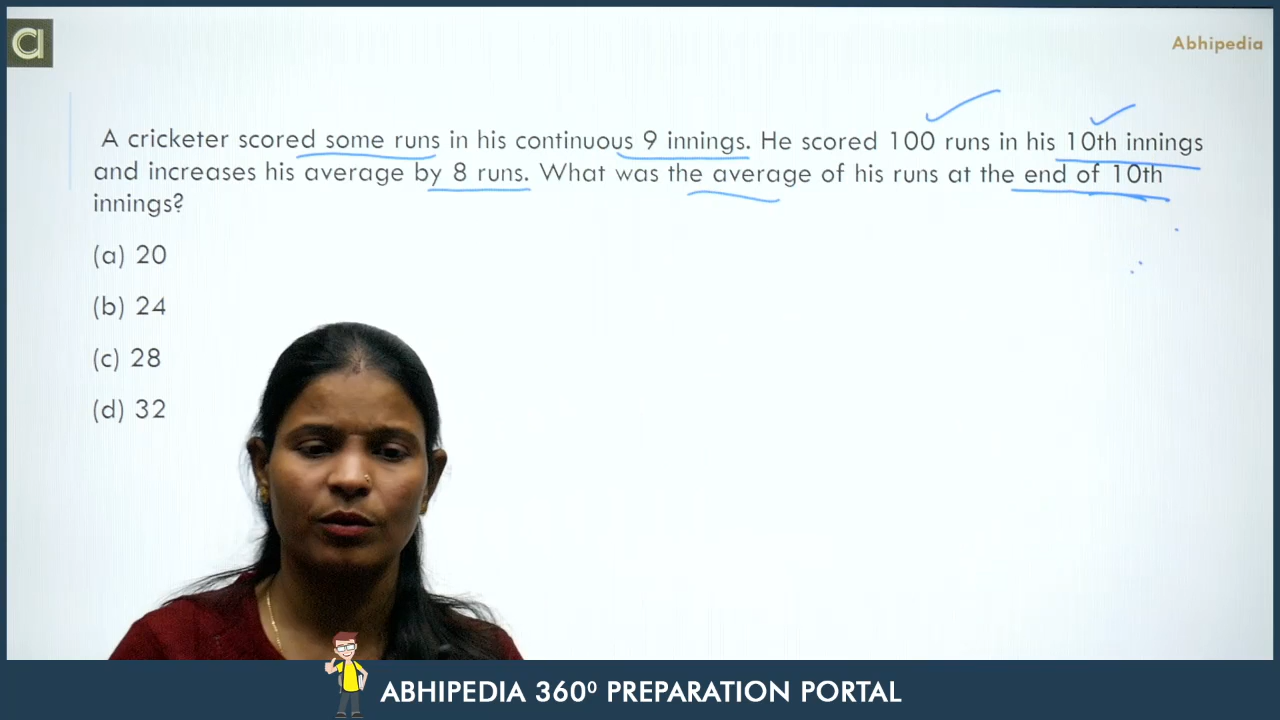 Abhipedia
A cricketer scored some runs in his continuous 9 innings. He scored 100 runs in his 10th innings
and increases his average by 8 runs. What was the average of his runs at the end of 10th
innings?
(a) 20
(b) 24
(c) 28
(d) 32
ABHIPEDIA 360⁰ PREPARATION PORTAL